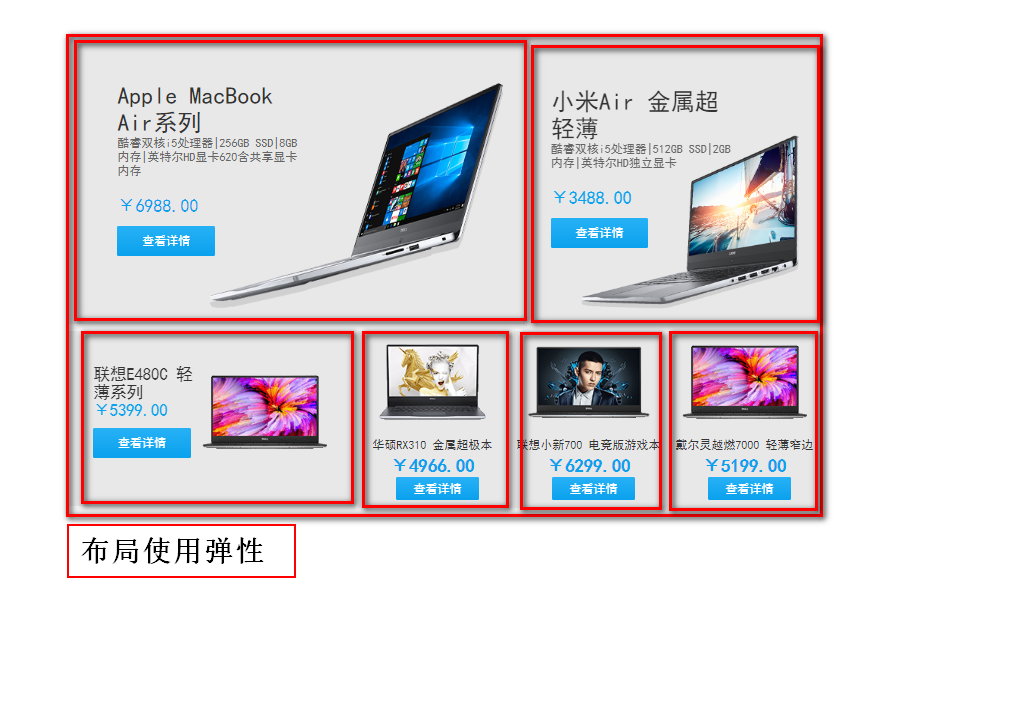 Apple MacBook
Air系列
酷睿双核i5处理器|256GB SSD|8GB
内存|英特尔HD显卡620含共享显卡
内存
￥6988.00
查看详情
小米Air 金属超
轻薄
酷睿双核i5处理器|512GB SSD|2GB
内存|英特尔HD独立显卡
￥3488.00
查看详情
联想E480C 轻
薄系列
￥5399.00
查看详情
华硕RX310 金属超极本
￥4966.00
查看详情
联想小新700 电竞版游戏本
￥6299.00
查看详情
戴尔灵越燃7000 轻薄窄边
￥5199.00
查看详情
布局使用弹性